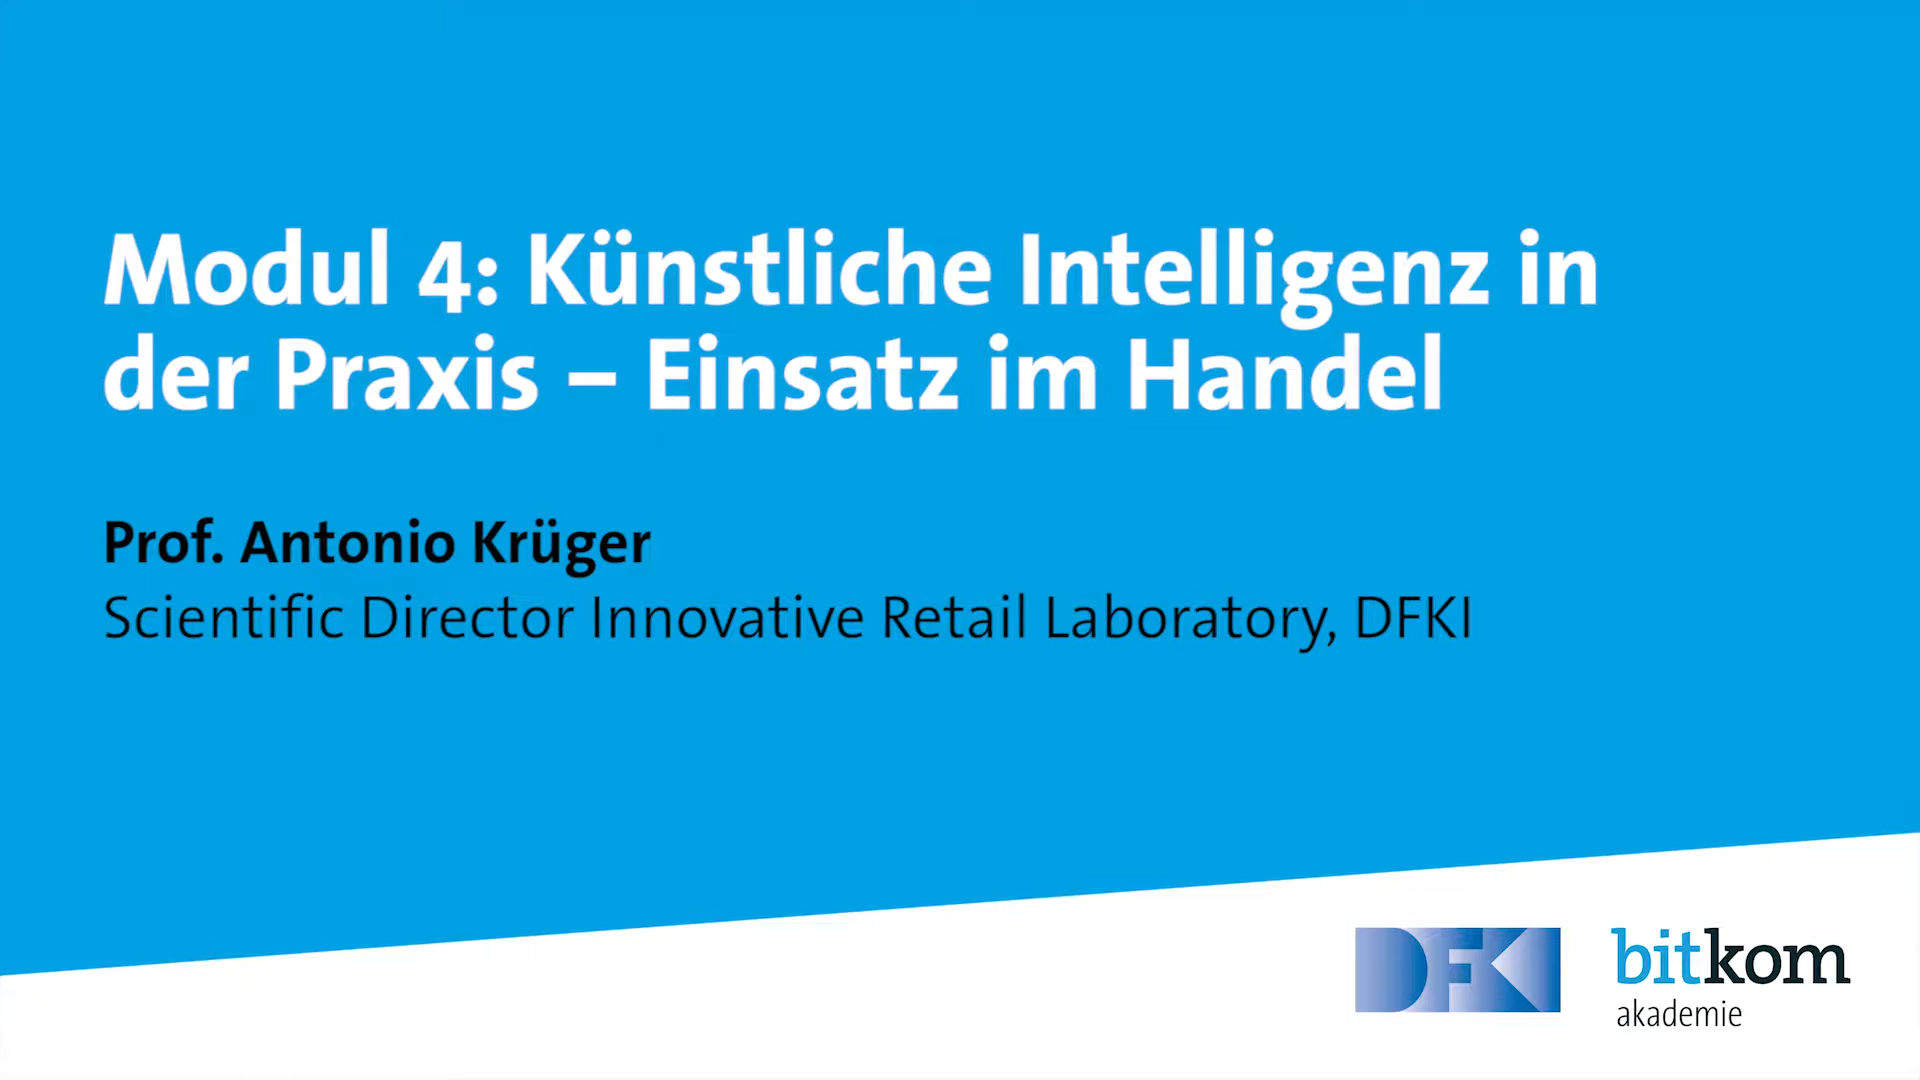 Modul 4: Künstliche Intelligenz in
der Praxis – Einsatz im Handel
Prof. Antonio Krüger
Scientific Director Innovative Retail Laboratory, DFKI
DFKI
bitkom
akademie